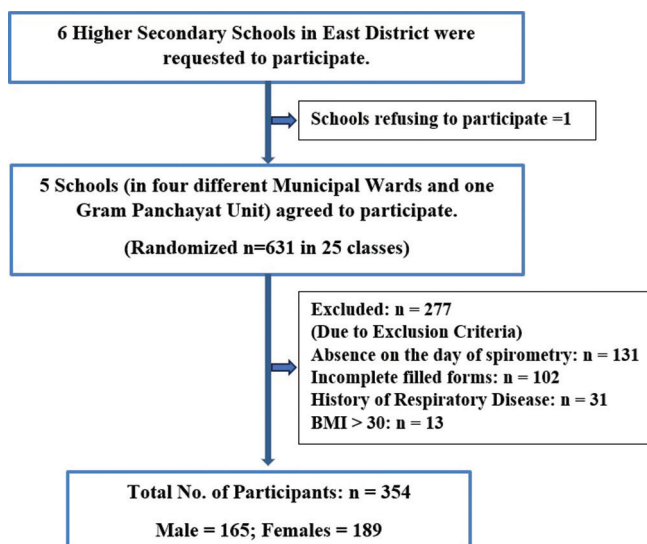 6 Higher Secondary Schools in East District were
requested to participate.
Schools refusing to participate =1
5 Schools (in four different Municipal Wards and one
Gram Panchayat Unit) agreed to participate.
(Randomized n=631 in 25 classes)
Excluded: n = 277
(Due to Exclusion Criteria)
Absence on the day of spirometry: n = 131
Incomplete filled forms: n = 102
History of Respiratory Disease: n = 31
BMI > 30: n = 13
Total No. of Participants: n = 354
Male = 165; Females = 189